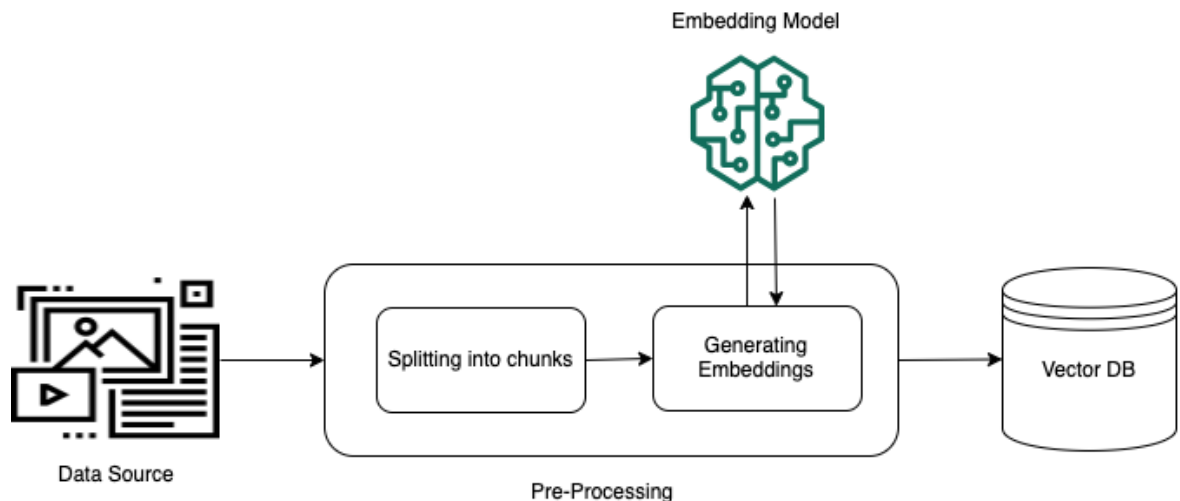 Embedding Model
Splitting into chunks
Generating
Embeddings
Vector DB
Data Source
Pre-Processing